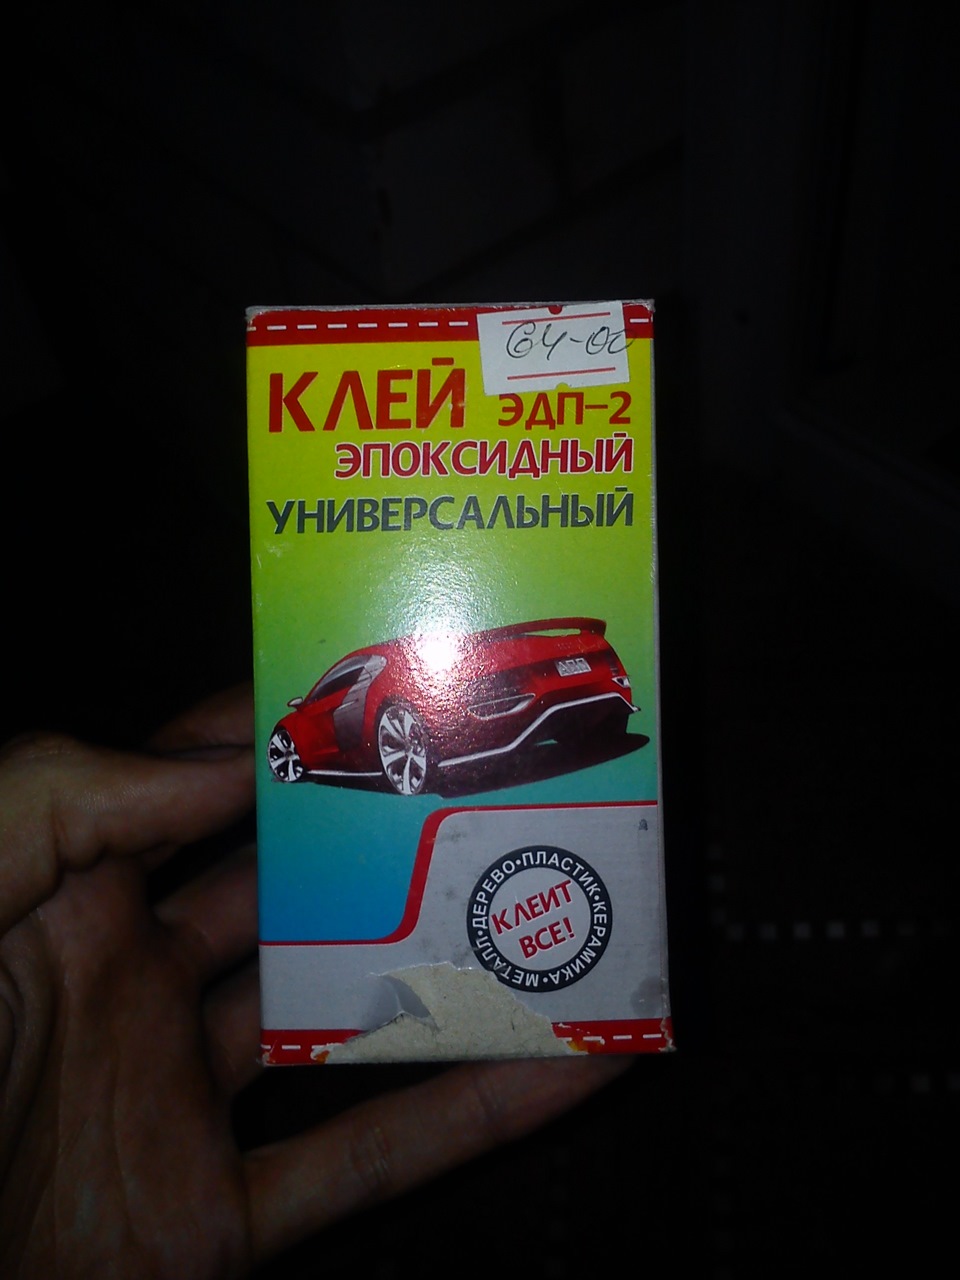 64-00
КЛЕЙ ЭДП-2
ЭПОКСИДНЫЙ
УНИВЕРСАЛЬНЫЙ
МЕТАЛЛ•ДЕРЕВО•ПЛАСТИК•КЕРАМИКА•
КЛЕИТ
ВСЕ!